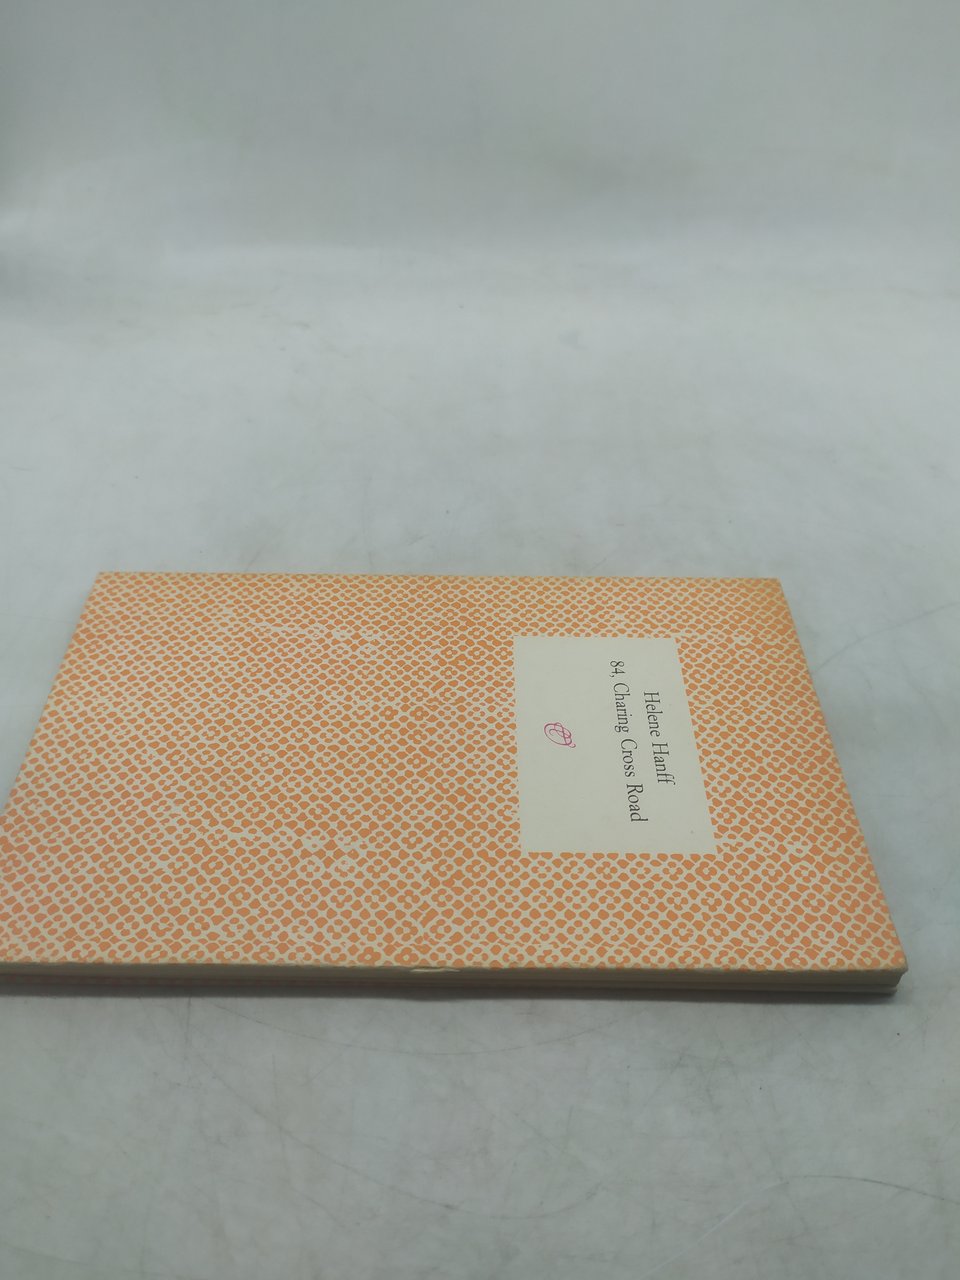 Helene Hanff
84, Charing Cross Road